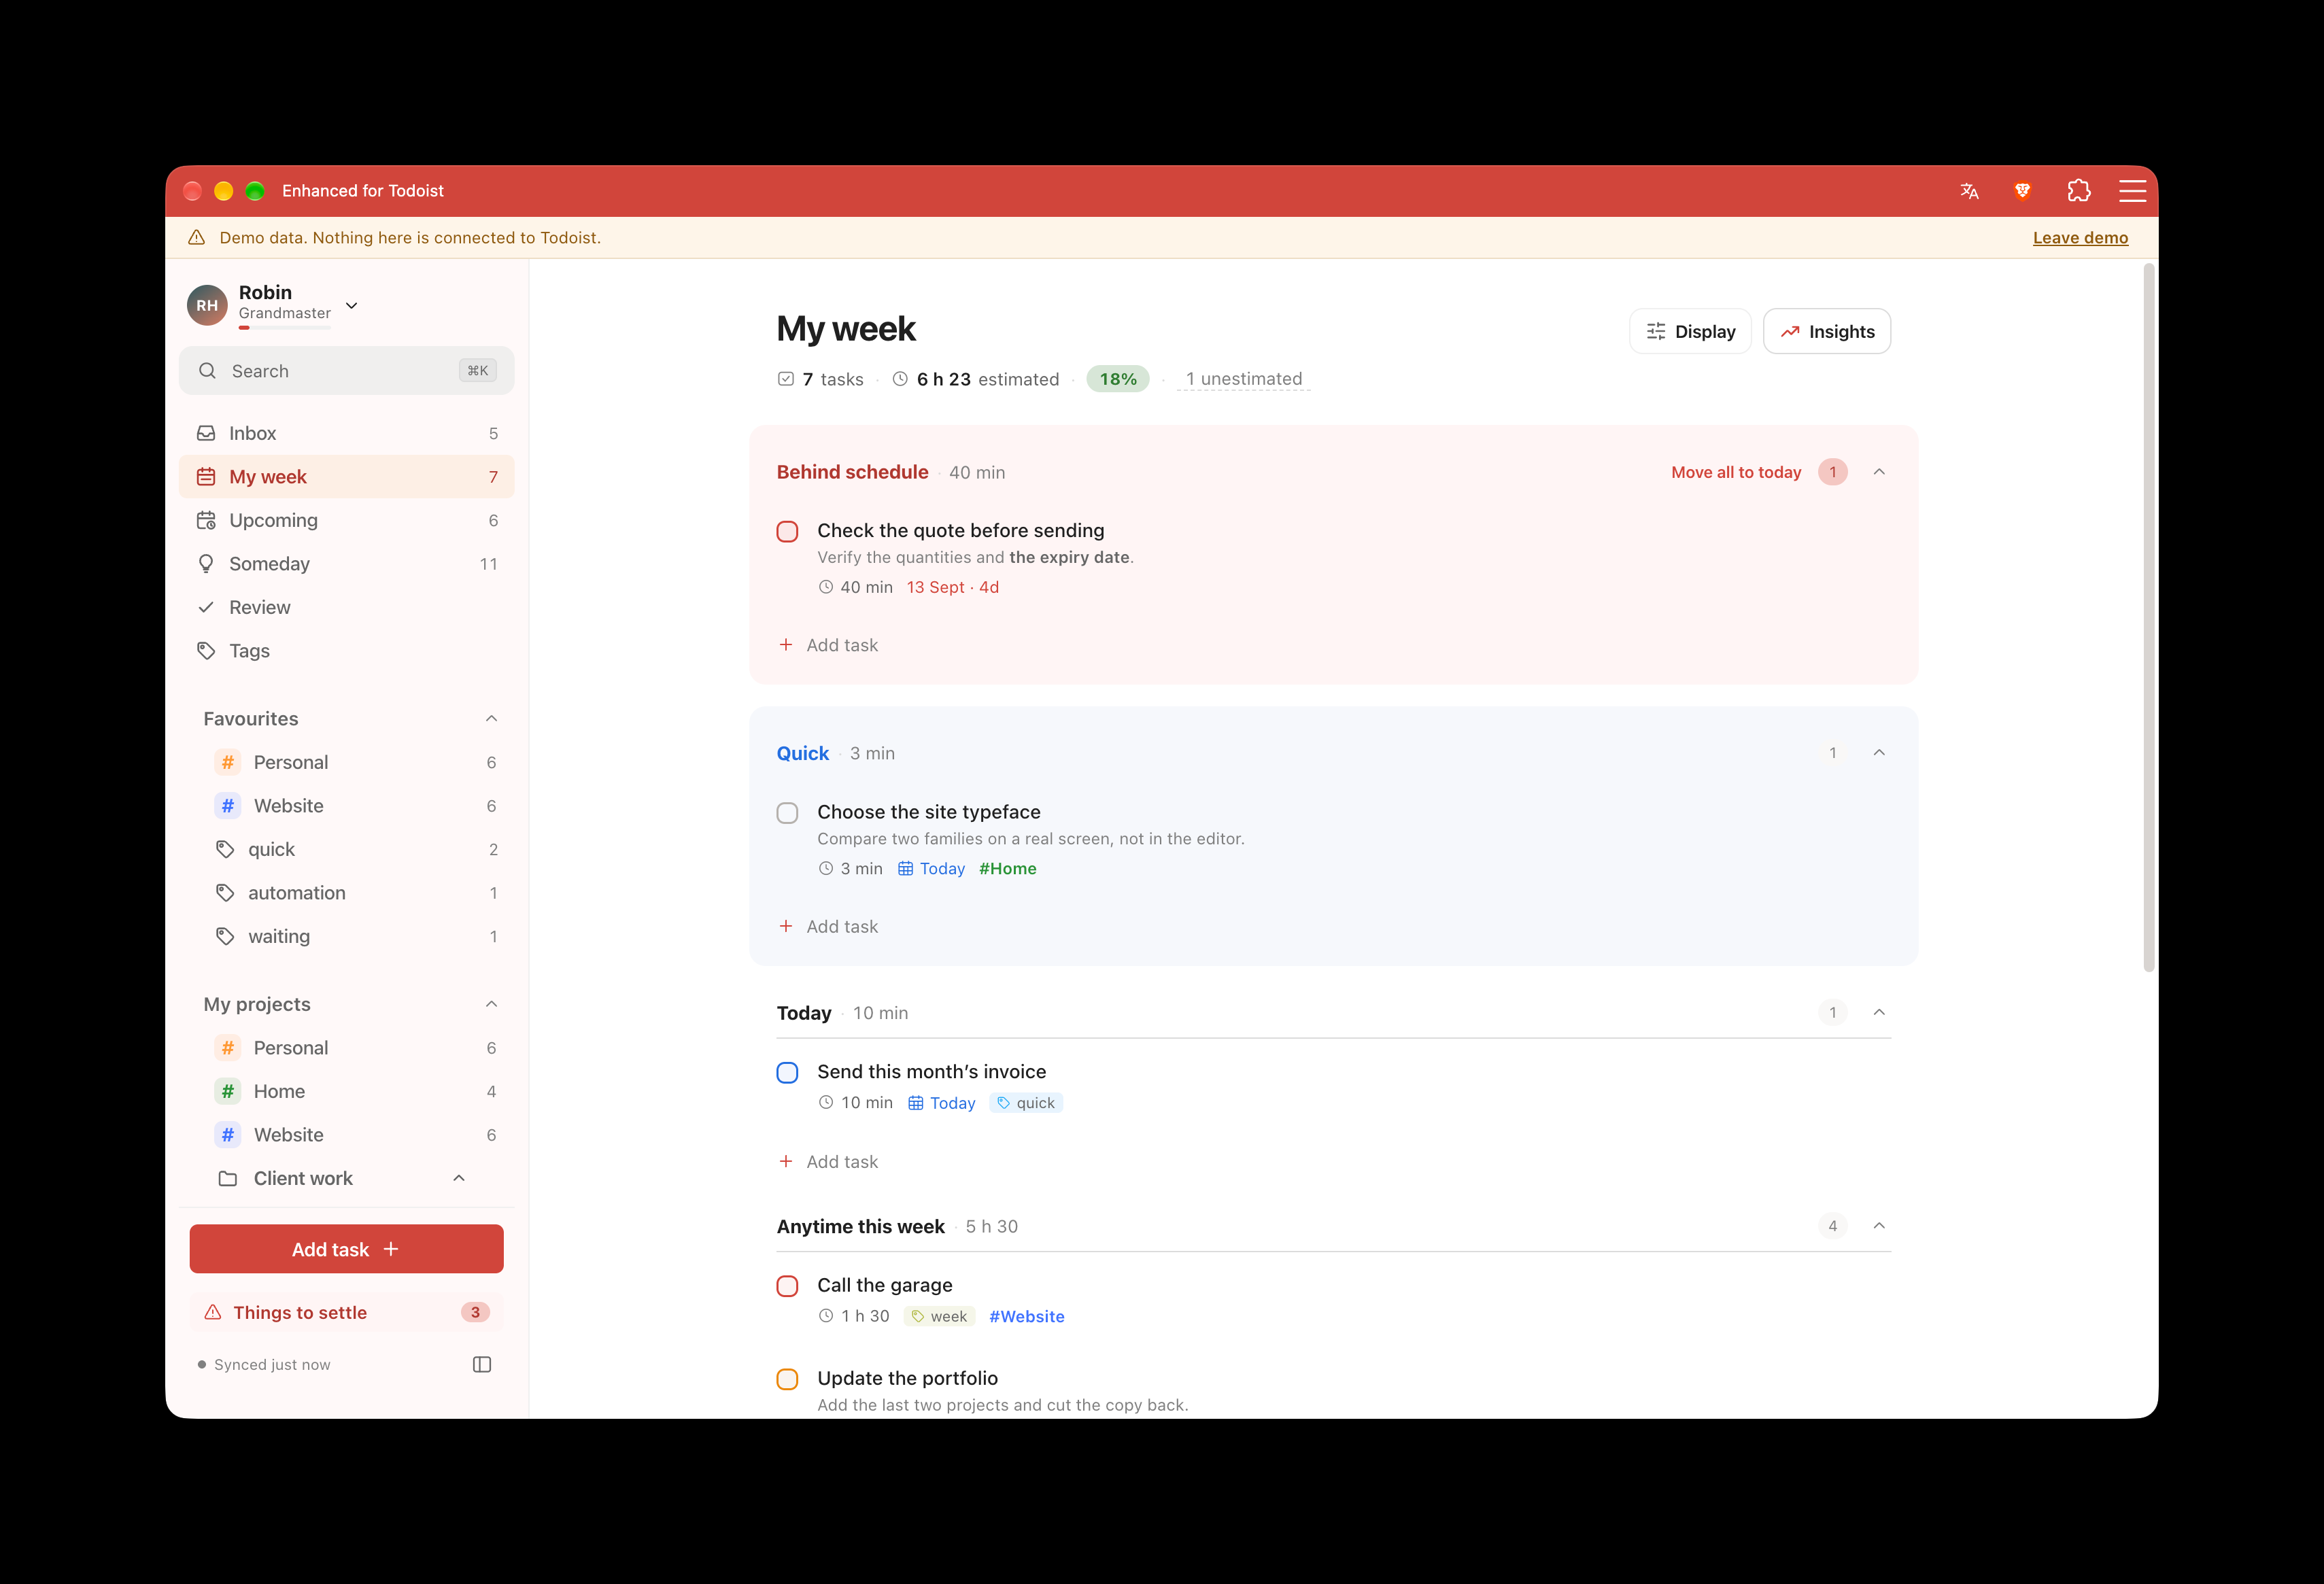 Enhanced for Todoist
Demo data. Nothing here is connected to Todoist.
Leave demo
RH
Robin
Grandmaster
Search
⌘K
Inbox 5
My week 7
Upcoming 6
Someday 11
Review
Tags
Favourites
# Personal 6
# Website 6
quick 2
automation 1
waiting 1
My projects
# Personal 6
# Home 4
# Website 6
Client work
Add task +
Things to settle 3
Synced just now
My week
Display
Insights
7 tasks · 6 h 23 estimated · 18% · 1 unestimated
Behind schedule · 40 min
Move all to today 1
Check the quote before sending
Verify the quantities and the expiry date.
40 min 13 Sept · 4d
+ Add task
Quick · 3 min 1
Choose the site typeface
Compare two families on a real screen, not in the editor.
3 min Today #Home
+ Add task
Today · 10 min 1
Send this month’s invoice
10 min Today quick
+ Add task
Anytime this week · 5 h 30 4
Call the garage
1 h 30 week #Website
Update the portfolio
Add the last two projects and cut the copy back.